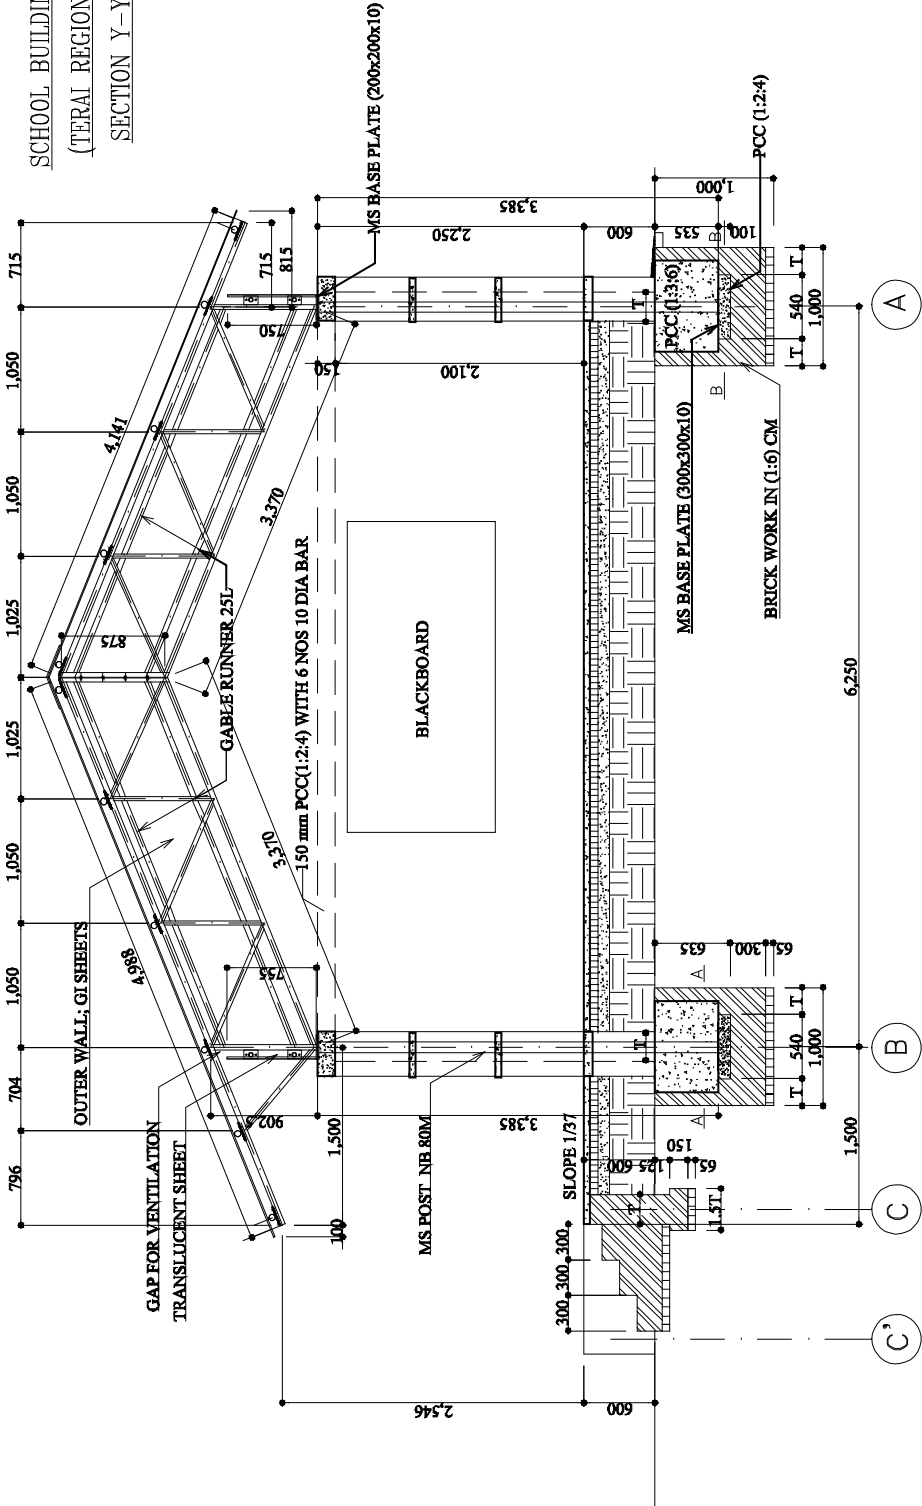 SCHOOL BUILDIN
(TERAI REGION
SECTION Y-Y
796
704
1,050
1,050
1,025
1,025
1,050
1,050
715
4,988
4,141
875
OUTER WALL; GI SHEETS
GAP FOR VENTILATION
TRANSLUCENT SHEET
GABLE RUNNER 25L
715
815
MS BASE PLATE (200x200x10)
755
750
902.5
3,370
3,370
150 mm PCC(1:2:4) WITH 6 NOS 10 DIA BAR
150
1,500
100
BLACKBOARD
MS POST NB 80M
2,100
2,250
3,385
3,385
2,546
SLOPE 1/37
300
300
300
600
600
125
150
65
T
1.5T
T
T
PCC (1:3:6)
600
535
100
1,000
PCC (1:2:4)
635
300
65
A
A
B
B
MS BASE PLATE (300x300x10)
BRICK WORK IN (1:6) CM
T
540
T
1,000
T
540
T
1,000
1,500
6,250
C'
C
B
A